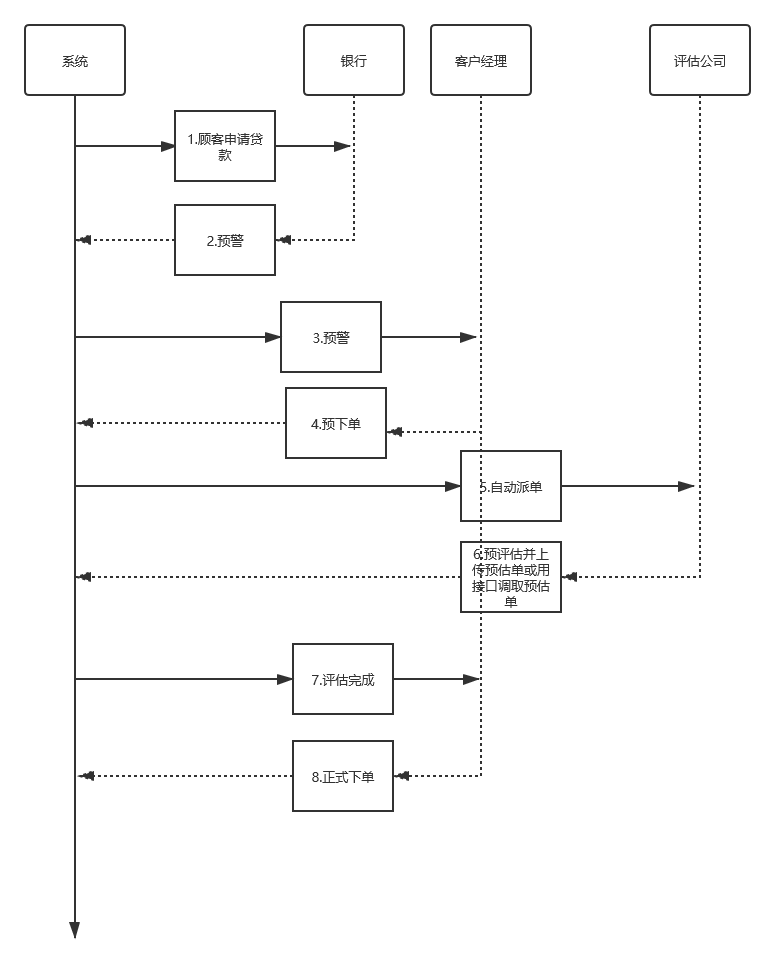 系统
银行
客户经理
评估公司
1.顾客申请贷
款
2.预警
3.预警
4.预下单
5.自动派单
6.预评估并上
传预估单或用
接口调取预估
单
7.评估完成
8.正式下单